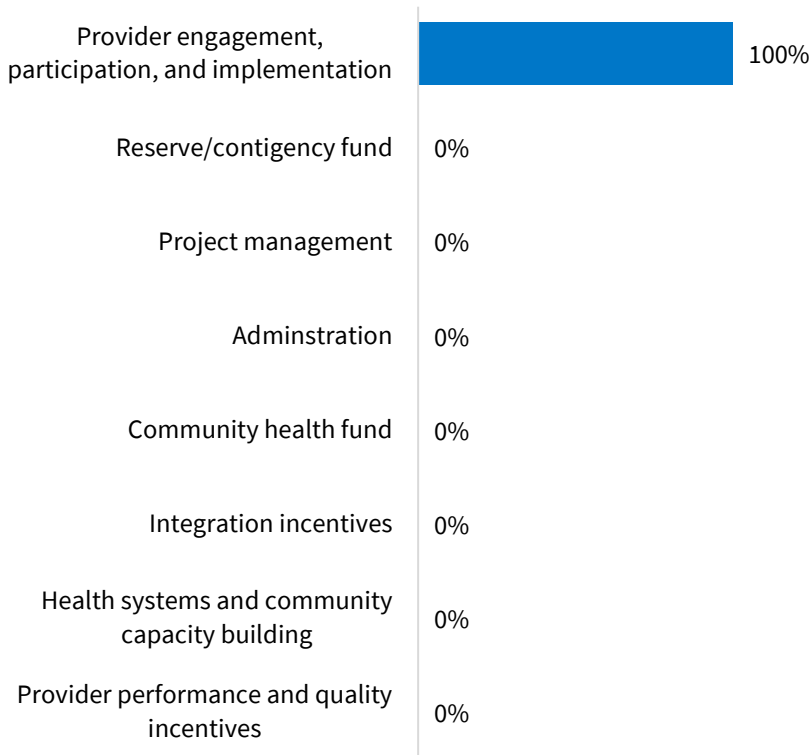 Provider engagement,
participation, and implementation
100%
Reserve/contigency fund
0%
Project management
0%
Adminstration
0%
Community health fund
0%
Integration incentives
0%
Health systems and community
capacity building
0%
Provider performance and quality
incentives
0%